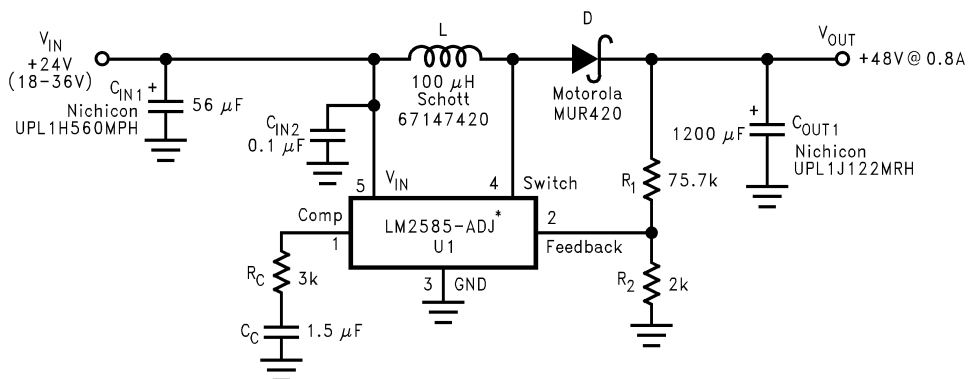 V_IN
+24V
(18-36V)
C_IN1
+
56 µF
Nichicon
UPL1H560MPH
C_IN2
0.1 µF
L
100 µH
Schott
67147420
D
Motorola
MUR420
V_OUT
+48V@0.8A
+
1200 µF
C_OUT1
Nichicon
UPL1J122MRH
R_1
75.7k
R_2
2k
5
V_IN
4
Switch
LM2585-ADJ*
U1
Comp
1
2
Feedback
3
GND
R_C
3k
C_C
1.5 µF